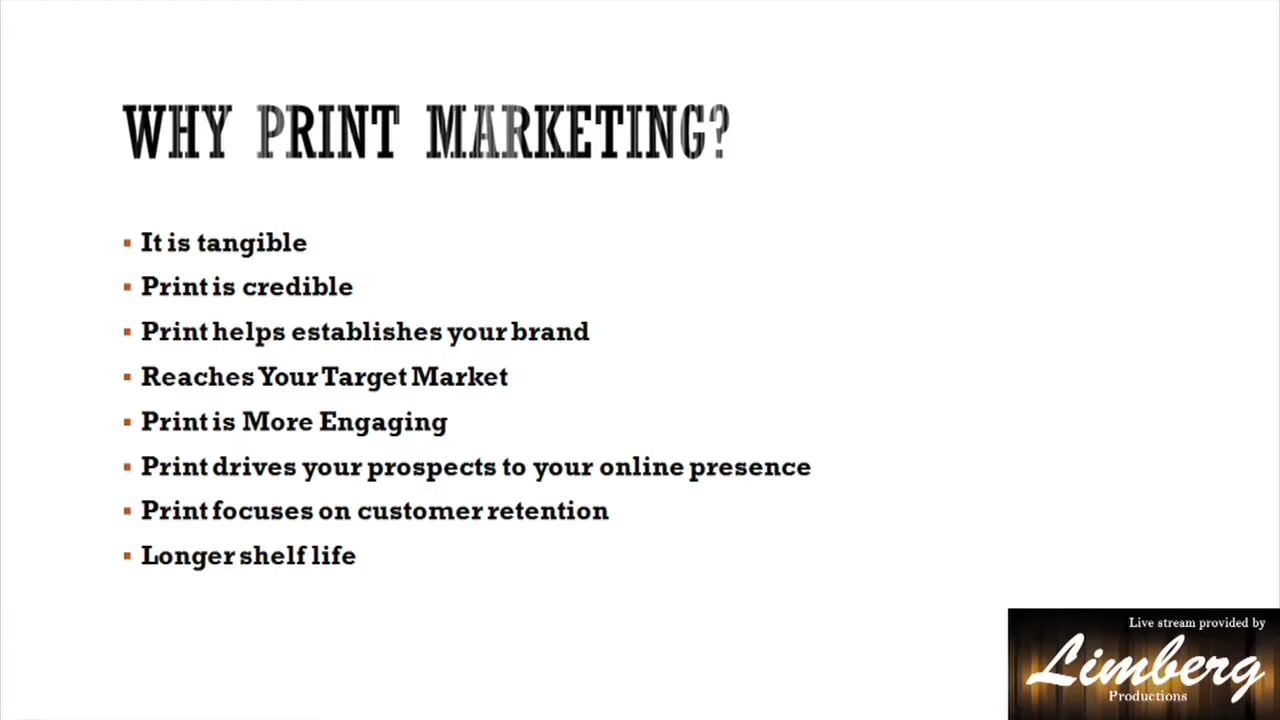 WHY PRINT MARKETING?
It is tangible
Print is credible
Print helps establishes your brand
Reaches Your Target Market
Print is More Engaging
Print drives your prospects to your online presence
Print focuses on customer retention
Longer shelf life
Live stream provided by
Limberg
Productions